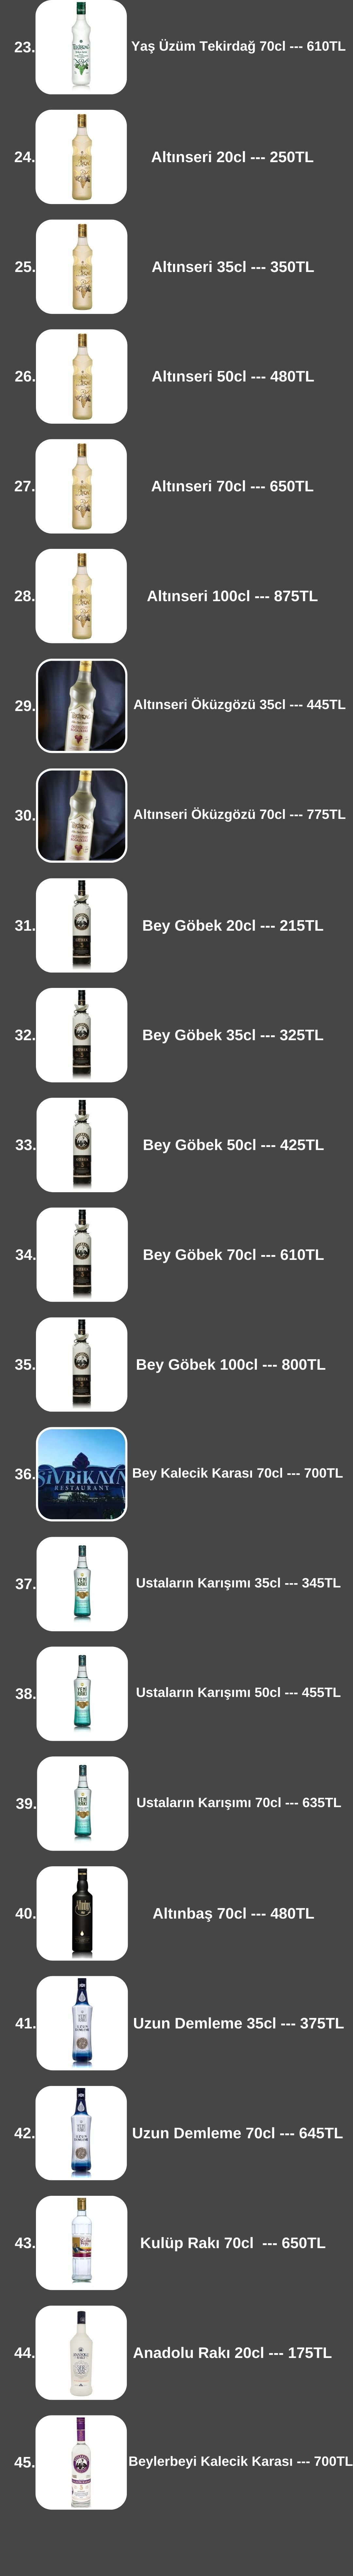 23. Yaş Üzüm Tekirdağ 70cl --- 610TL
24. Altınseri 20cl --- 250TL
25. Altınseri 35cl --- 350TL
26. Altınseri 50cl --- 480TL
27. Altınseri 70cl --- 650TL
28. Altınseri 100cl --- 875TL
29. Altınseri Öküzgözü 35cl --- 445TL
30. Altınseri Öküzgözü 70cl --- 775TL
31. Bey Göbek 20cl --- 215TL
32. Bey Göbek 35cl --- 325TL
33. Bey Göbek 50cl --- 425TL
34. Bey Göbek 70cl --- 610TL
35. Bey Göbek 100cl --- 800TL
SİVRİKAYA
RESTAURANT
36. Bey Kalecik Karası 70cl --- 700TL
37. Ustaların Karışımı 35cl --- 345TL
38. Ustaların Karışımı 50cl --- 455TL
39. Ustaların Karışımı 70cl --- 635TL
40. Altınbaş 70cl --- 480TL
41. Uzun Demleme 35cl --- 375TL
42. Uzun Demleme 70cl --- 645TL
43. Kulüp Rakı 70cl  --- 650TL
44. Anadolu Rakı 20cl --- 175TL
45. Beylerbeyi Kalecik Karası --- 700TL